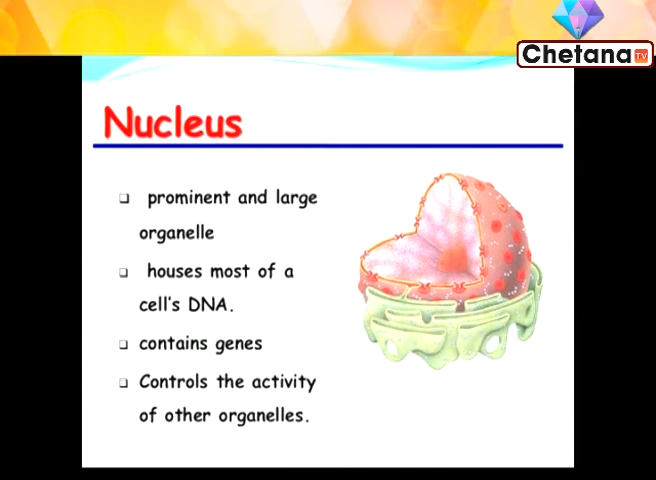 Chetana TV
Nucleus
❑ prominent and large
organelle
❑ houses most of a
cell's DNA.
❑ contains genes
❑ Controls the activity
of other organelles.